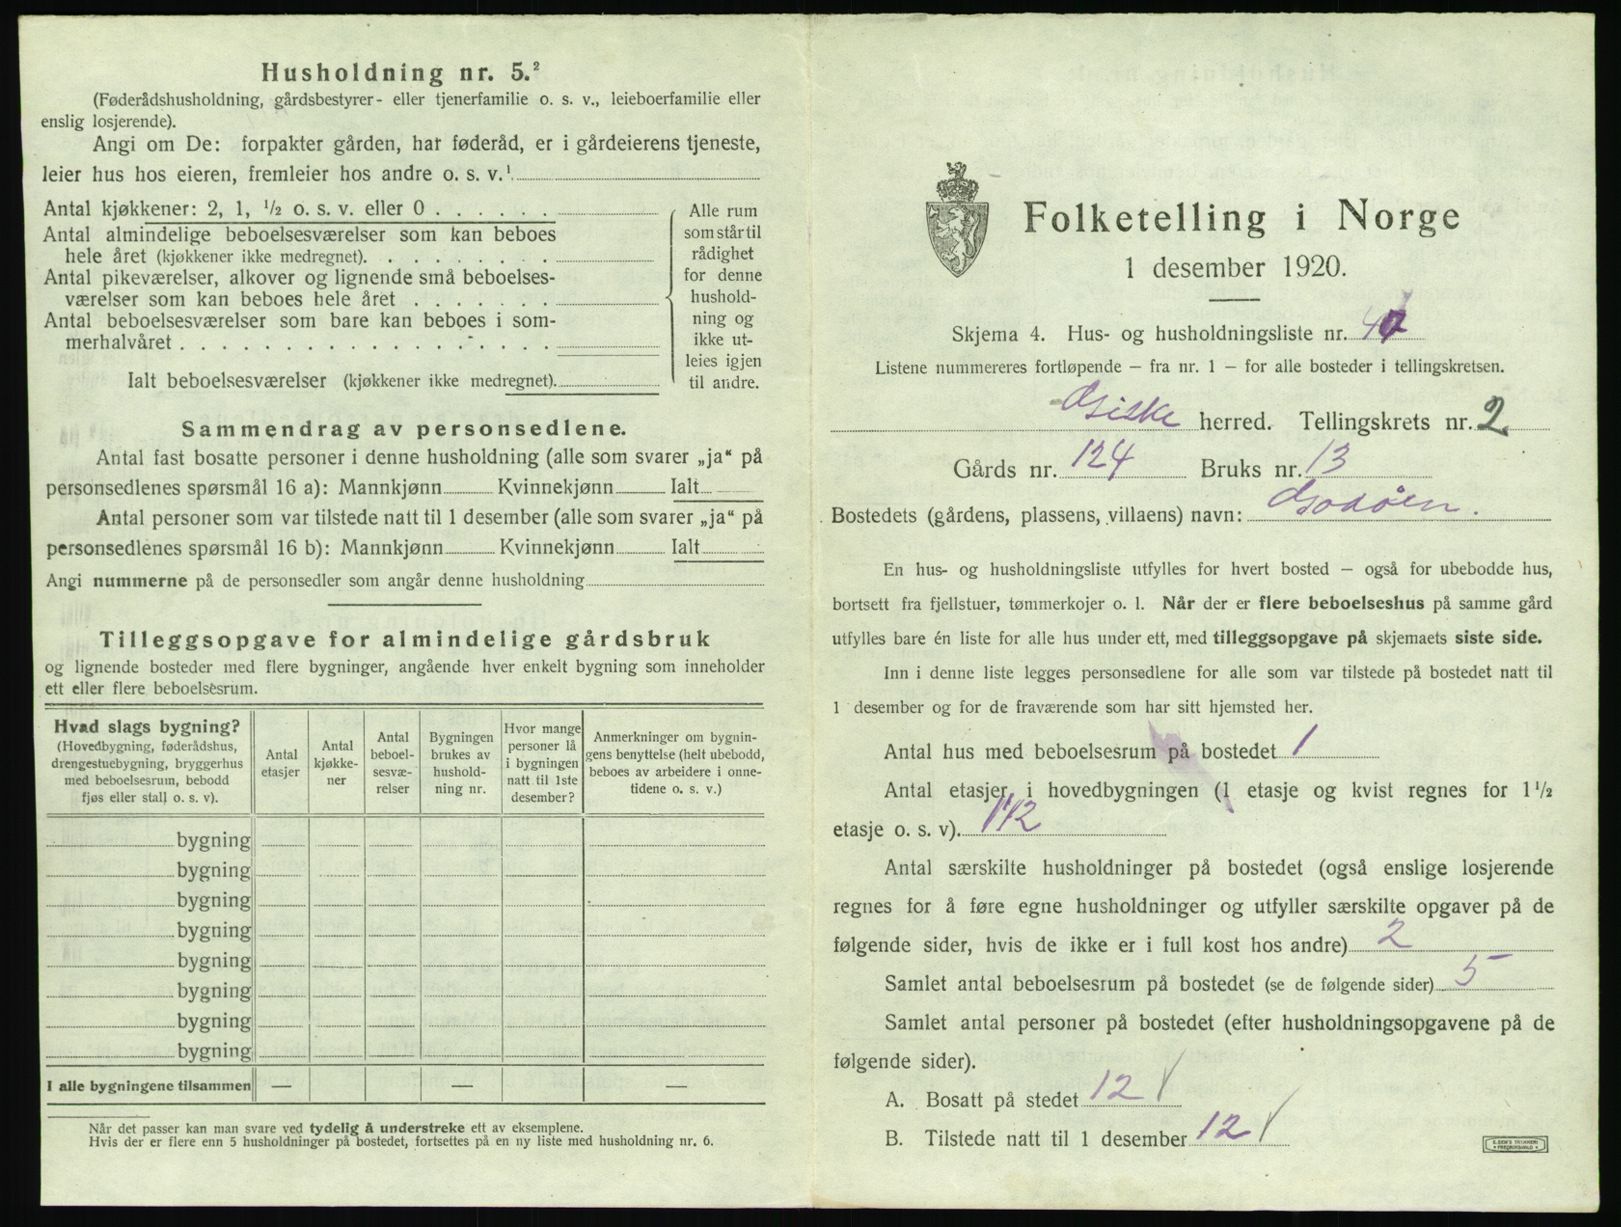 Husholdning nr. 5.²
(Føderådshusholdning, gårdsbestyrer- eller tjenerfamilie o. s. v., leieboerfamilie eller
enslig losjerende).
Angi om De: forpakter gården, har føderåd, er i gårdeierens tjeneste,
leier hus hos eieren, fremleier hos andre o. s. v.¹
Antal kjøkkener: 2, 1, ½ o. s. v. eller 0 . . . . . .
Antal almindelige beboelsesværelser som kan beboes
hele året (kjøkkener ikke medregnet). . . . . . . . .
Antal pikeværelser, alkover og lignende små beboelses-
værelser som kan beboes hele året . . . . . . .
Antal beboelsesværelser som bare kan beboes i som-
merhalvåret . . . . . . . . . . . . . . . . . .
Ialt beboelsesværelser (kjøkkener ikke medregnet).
Alle rum
som står til
rådighet
for denne
hushold-
ning og
ikke ut-
leies igjen
til andre.
Sammendrag av personsedlene.
Antal fast bosatte personer i denne husholdning (alle som svarer „ja“ på
personsedlenes spørsmål 16 a): Mannkjønn Kvinnekjønn Ialt
Antal personer som var tilstede natt til 1 desember (alle som svarer „ja“ på
personsedlenes spørsmål 16 b): Mannkjønn Kvinnekjønn Ialt
Angi nummerne på de personsedler som angår denne husholdning
Tilleggsopgave for almindelige gårdsbruk
og lignende bosteder med flere bygninger, angående hver enkelt bygning som inneholder
ett eller flere beboelsesrum.
Hvad slags bygning?
(Hovedbygning, føderådshus,
drengestuebygning, bryggerhus
med beboelsesrum, bebodd
fjøs eller stall o. s. v).
Antal
etasjer
Antal
kjøkke-
ner
Antal
beboel-
sesvæ-
relser
Bygningen
brukes av
hushold-
ning nr.
Hvor mange
personer lå
i bygningen
natt til 1ste
desember?
Anmerkninger om bygnin-
gens benyttelse (helt ubebodd,
beboes av arbeidere i onne-
tidene o. s. v.)
bygning
bygning
bygning
bygning
bygning
bygning
bygning
bygning
I alle bygningene tilsammen — — —
Når det passer kan man svare ved tydelig å understreke ett av eksemplene.
Hvis der er flere enn 5 husholdninger på bostedet, fortsettes på en ny liste med husholdning nr. 6.
Folketelling i Norge
1 desember 1920.
Skjema 4. Hus- og husholdningsliste nr.
Listene nummereres fortløpende — fra nr. 1 — for alle bosteder i tellingskretsen.
Giske herred. Tellingskrets nr. 2
Gårds nr. 124 Bruks nr. 13
Bostedets (gårdens, plassens, villaens) navn: Godøen.
En hus- og husholdningsliste utfylles for hvert bosted — også for ubebodde hus,
bortsett fra fjellstuer, tømmerkojer o. l. Når der er flere beboelseshus på samme gård
utfylles bare én liste for alle hus under ett, med tilleggsopgave på skjemaets siste side.
Inn i denne liste legges personsedlene for alle som var tilstede på bostedet natt til
1 desember og for de fraværende som har sitt hjemsted her.
Antal hus med beboelsesrum på bostedet 1
Antal etasjer i hovedbygningen (1 etasje og kvist regnes for 1½
etasje o. s. v). 1 1/2
Antal særskilte husholdninger på bostedet (også enslige losjerende
regnes for å føre egne husholdninger og utfyller særskilte opgaver på de
følgende sider, hvis de ikke er i full kost hos andre) 2
Samlet antal beboelsesrum på bostedet (se de følgende sider) 5
Samlet antal personer på bostedet (efter husholdningsopgavene på de
følgende sider).
A. Bosatt på stedet 12
B. Tilstede natt til 1 desember 12